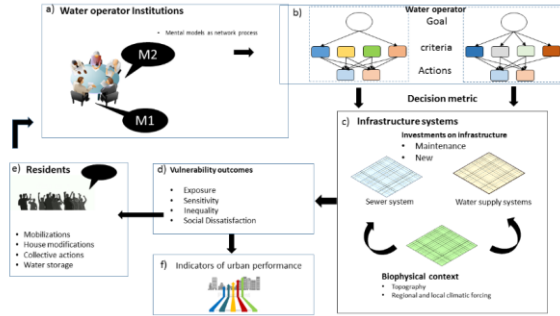 a) Water operator Institutions
• Mental models as network process
M2
M1
b)
Water operator
Goal
criteria
Actions
Decision metric
c) Infrastructure systems
Investments on infrastructure
• Maintenance
• New
Sewer system
Water supply systems
Biophysical context
• Topography
• Regional and local climatic forcing
d) Vulnerability outcomes
• Exposure
• Sensitivity
• Inequality
• Social Dissatisfaction
e) Residents
• Mobilizations
• House modifications
• Collective actions
• Water storage
f) Indicators of urban performance